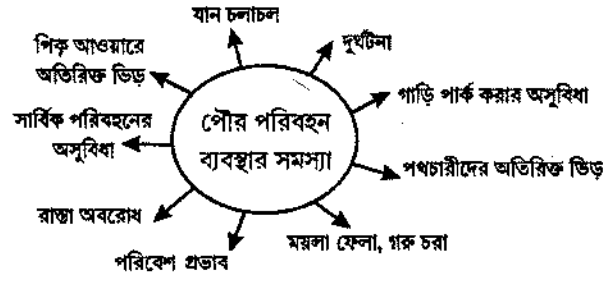 যান চলাচল
দুর্ঘটনা
পিক্ আওয়ারে
অতিরিক্ত ভিড়
গাড়ি পার্ক করার অসুবিধা
সার্বিক পরিবহনের
অসুবিধা
পৌর পরিবহন
ব্যবস্থার সমস্যা
পথচারীদের অতিরিক্ত ভিড়
রাস্তা অবরোধ
ময়লা ফেলা, গরু চরা
পরিবেশ প্রভাব